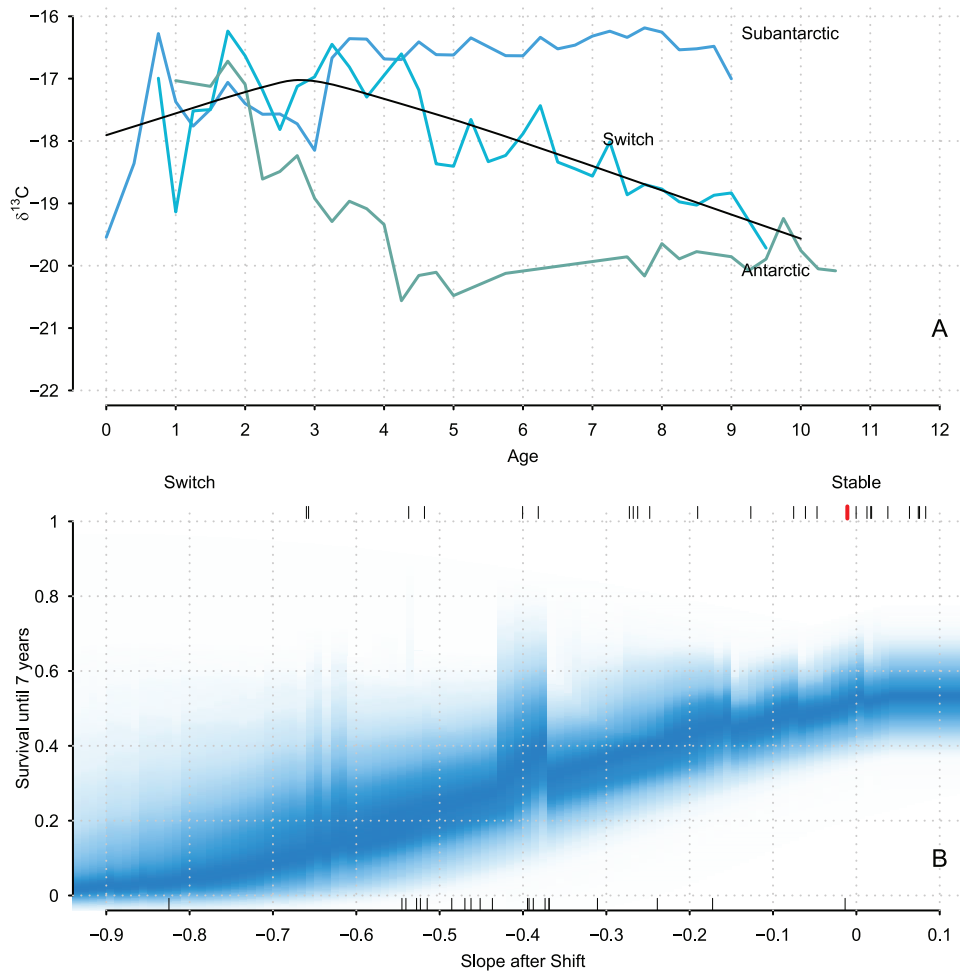 −16
−17
−18
−19
−20
−21
−22
δ13C
Subantarctic
Switch
Antarctic
A
0 1 2 3 4 5 6 7 8 9 10 11 12
Age
Switch Stable
1
0.8
0.6
0.4
0.2
0
Survival until 7 years
B
−0.9 −0.8 −0.7 −0.6 −0.5 −0.4 −0.3 −0.2 −0.1 0 0.1
Slope after Shift